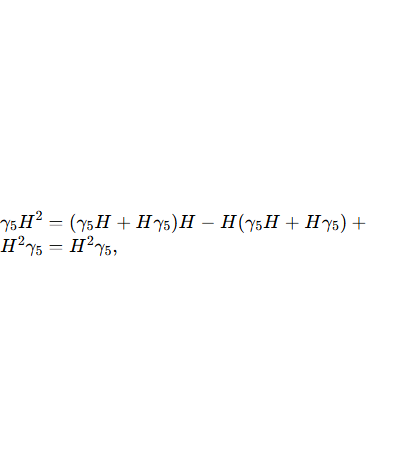 γ₅H² = (γ₅H + Hγ₅)H − H(γ₅H + Hγ₅) +
H²γ₅ = H²γ₅,